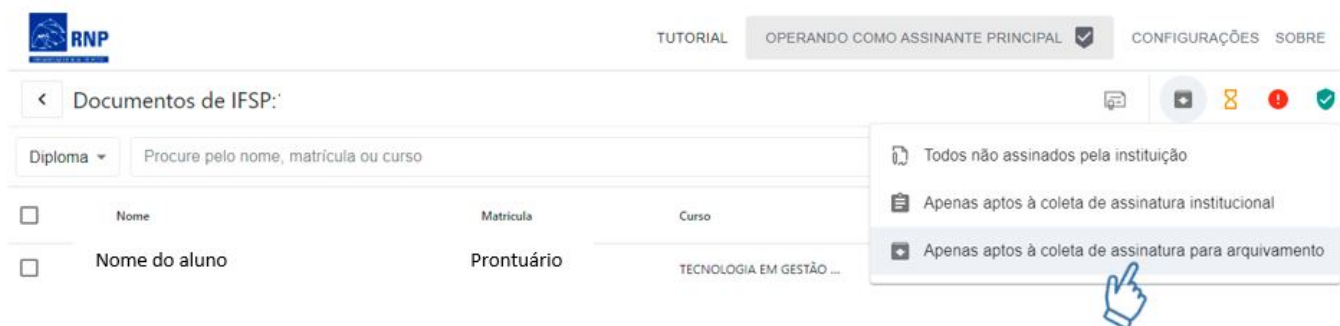 RNP
TUTORIAL OPERANDO COMO ASSINANTE PRINCIPAL CONFIGURAÇÕES SOBRE
Documentos de IFSP:
Diploma Procure pelo nome, matrícula ou curso
Todos não assinados pela instituição
Apenas aptos à coleta de assinatura institucional
Apenas aptos à coleta de assinatura para arquivamento
Nome Matrícula Curso
Nome do aluno Prontuário TECNOLOGIA EM GESTÃO ...